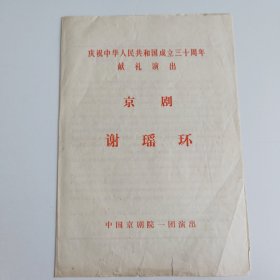 庆祝中华人民共和国成立三十周年
献礼演出
京剧
谢瑶环
中国京剧院一团演出